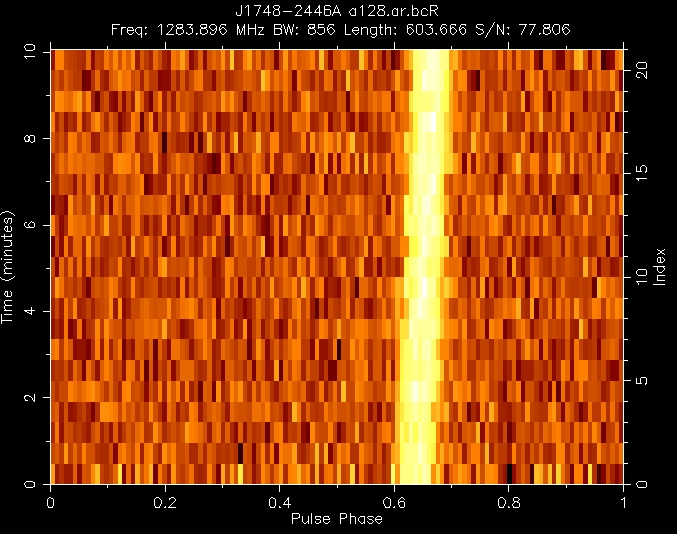 J1748-2446A a128.ar.bcR
Freq: 1283.896 MHz BW: 856 Length: 603.666 S/N: 77.806
10
8
6
4
2
0
Time (minutes)
20
15
10
5
0
Index
0 0.2 0.4 0.6 0.8 1
Pulse Phase